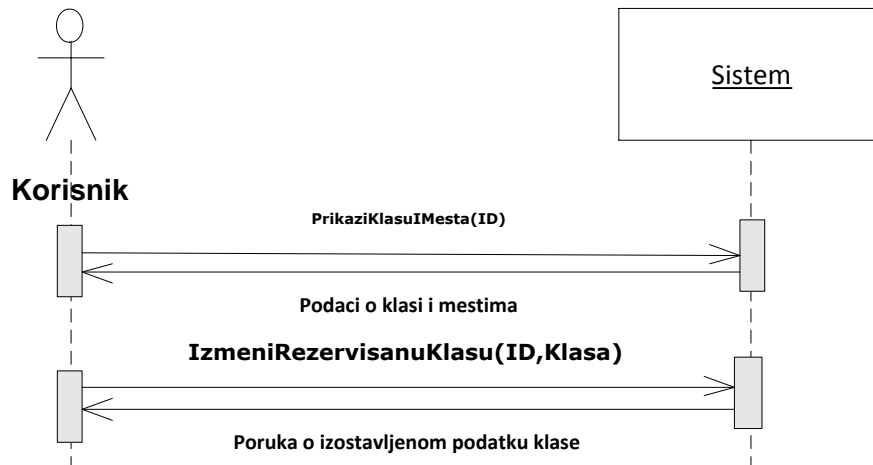 Sistem
Korisnik
PrikaziKlasuIMesta(ID)
Podaci o klasi i mestima
IzmeniRezervisanuKlasu(ID,Klasa)
Poruka o izostavljenom podatku klase